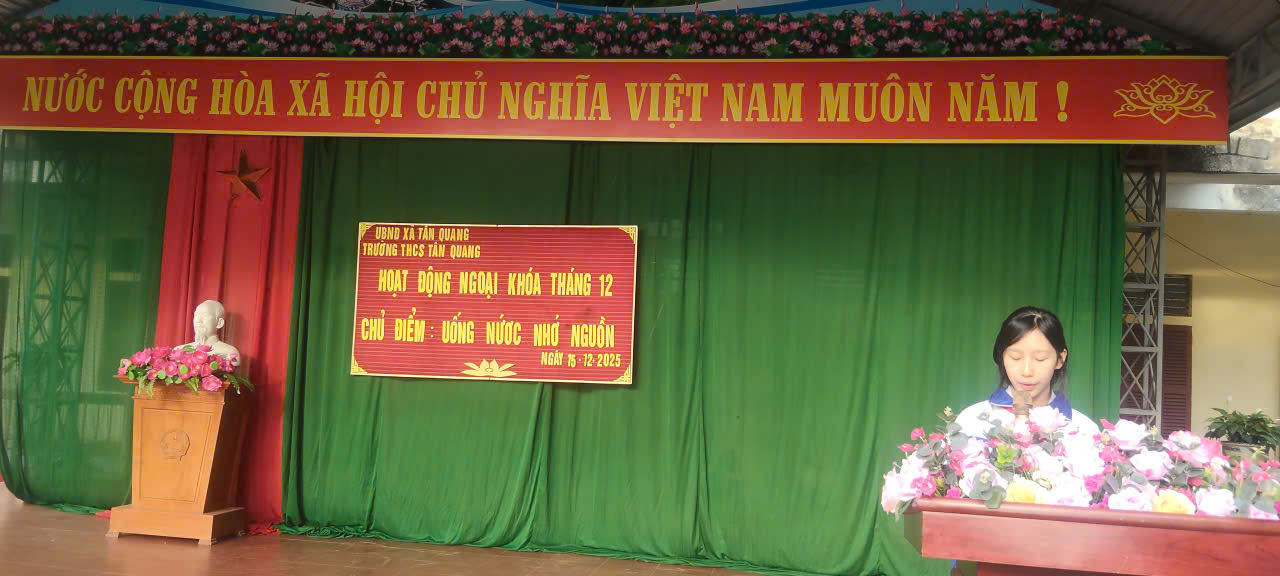 NƯỚC CỘNG HÒA XÃ HỘI CHỦ NGHĨA VIỆT NAM MUÔN NĂM !
UBND XÃ TÂN QUANG
TRƯỜNG THCS TÂN QUANG
HOẠT ĐỘNG NGOẠI KHÓA THÁNG 12
CHỦ ĐIỂM : UỐNG NƯỚC NHỚ NGUỒN
NGÀY 15-12-2025